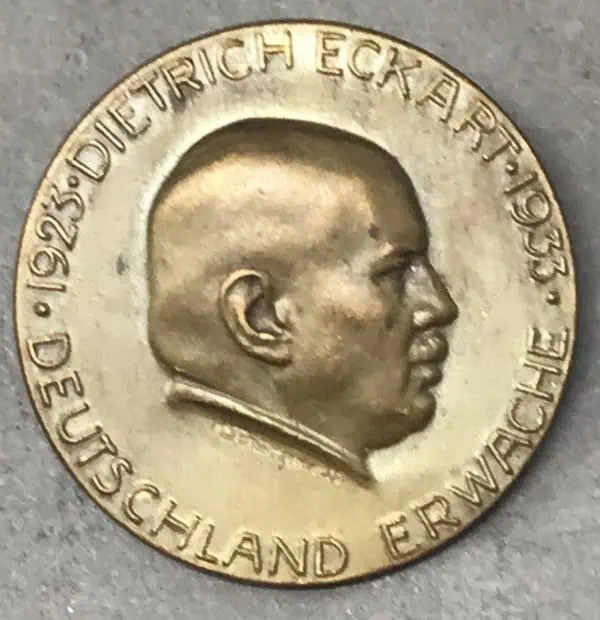 1923 · DIETRICH ECKART · 1933 ·
DEUTSCHLAND ERWACHE